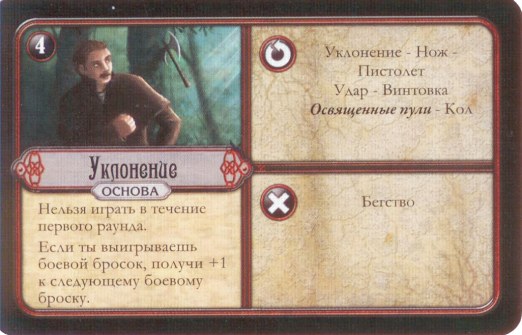 4
Уклонение
ОСНОВА
Нельзя играть в течение
первого раунда.
Если ты выигрываешь
боевой бросок, получи +1
к следующему боевому
броску.
Уклонение - Нож -
Пистолет
Удар - Винтовка
Освященные пули - Кол
Бегство